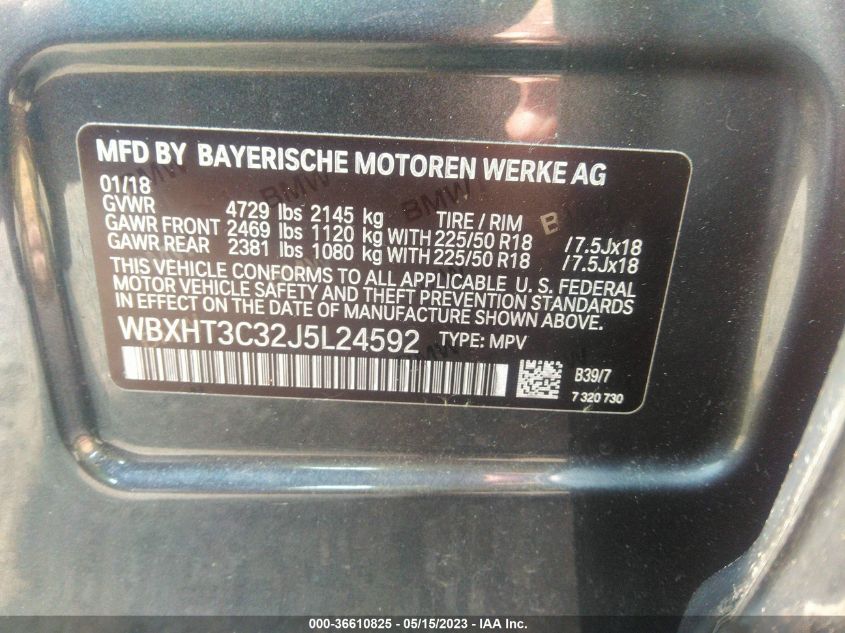 MFD BY BAYERISCHE MOTOREN WERKE AG
01/18
GVWR 4729 lbs 2145 kg TIRE / RIM
GAWR FRONT 2469 lbs 1120 kg WITH 225/50 R18 /7.5Jx18
GAWR REAR 2381 lbs 1080 kg WITH 225/50 R18 /7.5Jx18
THIS VEHICLE CONFORMS TO ALL APPLICABLE U. S. FEDERAL
MOTOR VEHICLE SAFETY AND THEFT PREVENTION STANDARDS
IN EFFECT ON THE DATE OF MANUFACTURE SHOWN ABOVE.
WBXHT3C32J5L24592 TYPE: MPV
B39/7
7 320 730
000-36610825 / 05/15/2023 / IAA Inc.